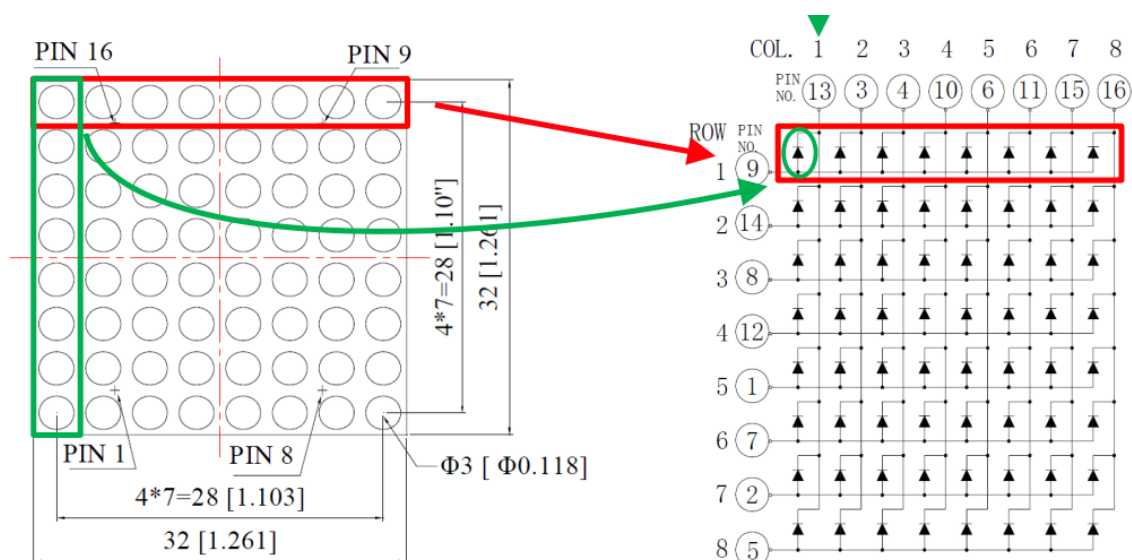 PIN 16
PIN 9
4*7=28 [1.10"]
32 [1.261]
PIN 1
PIN 8
Φ3 [ Φ0.118]
4*7=28 [1.103]
32 [1.261]
COL. 1 2 3 4 5 6 7 8
PIN NO. 13 3 4 10 6 11 15 16
ROW PIN NO.
1 9
2 14
3 8
4 12
5 1
6 7
7 2
8 5